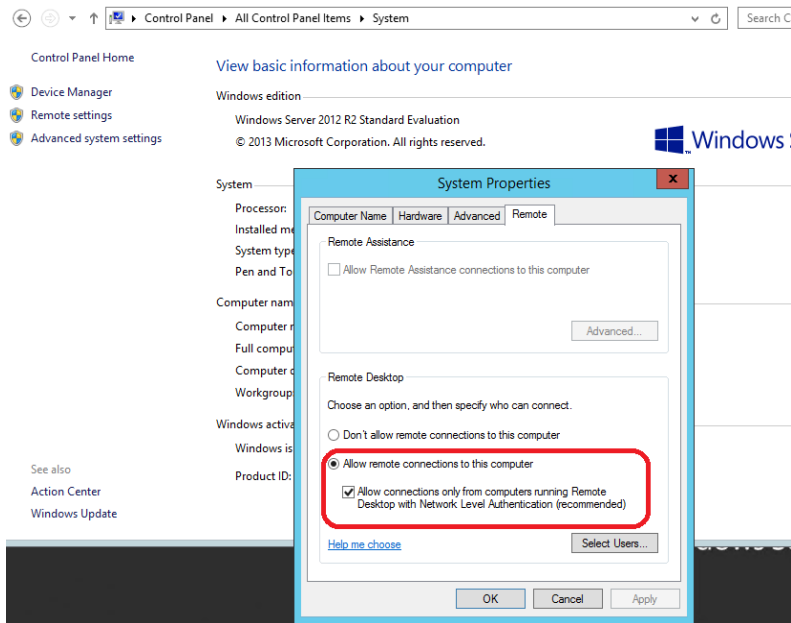 Control Panel ▸ All Control Panel Items ▸ System
Search C
Control Panel Home
Device Manager
Remote settings
Advanced system settings
View basic information about your computer
Windows edition
Windows Server 2012 R2 Standard Evaluation
© 2013 Microsoft Corporation. All rights reserved.
Windows S
System
Processor:
Installed me
System type
Pen and To
Computer nam
Computer n
Full compu
Computer d
Workgroup
Windows activa
Windows is
Product ID:
See also
Action Center
Windows Update
System Properties
Computer Name
Hardware
Advanced
Remote
Remote Assistance
Allow Remote Assistance connections to this computer
Advanced...
Remote Desktop
Choose an option, and then specify who can connect.
Don't allow remote connections to this computer
Allow remote connections to this computer
Allow connections only from computers running Remote
Desktop with Network Level Authentication (recommended)
Help me choose
Select Users...
OK
Cancel
Apply